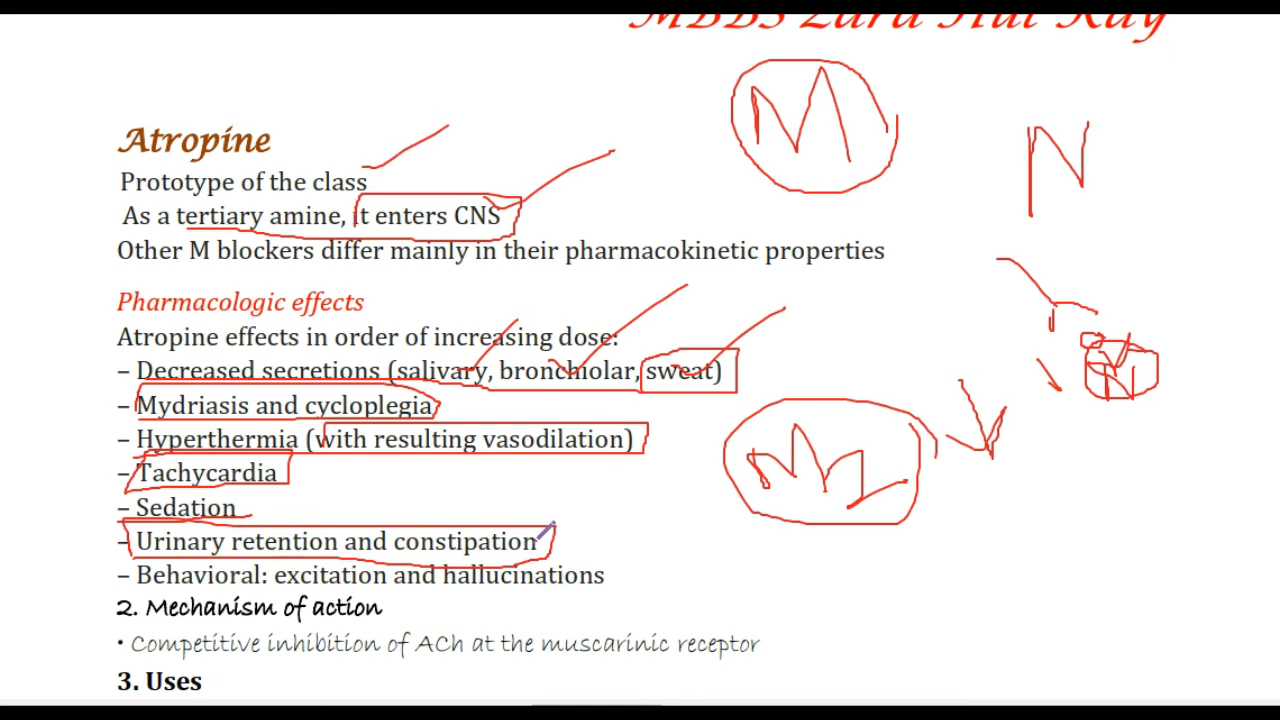 MBBS Zara Hat Kay
M
N
Atropine
Prototype of the class
As a tertiary amine, it enters CNS
Other M blockers differ mainly in their pharmacokinetic properties
Pharmacologic effects
Atropine effects in order of increasing dose:
– Decreased secretions (salivary, bronchiolar, sweat)
– Mydriasis and cycloplegia
– Hyperthermia (with resulting vasodilation)
– Tachycardia
– Sedation
– Urinary retention and constipation
– Behavioral: excitation and hallucinations
M2
2. Mechanism of action
• Competitive inhibition of ACh at the muscarinic receptor
3. Uses